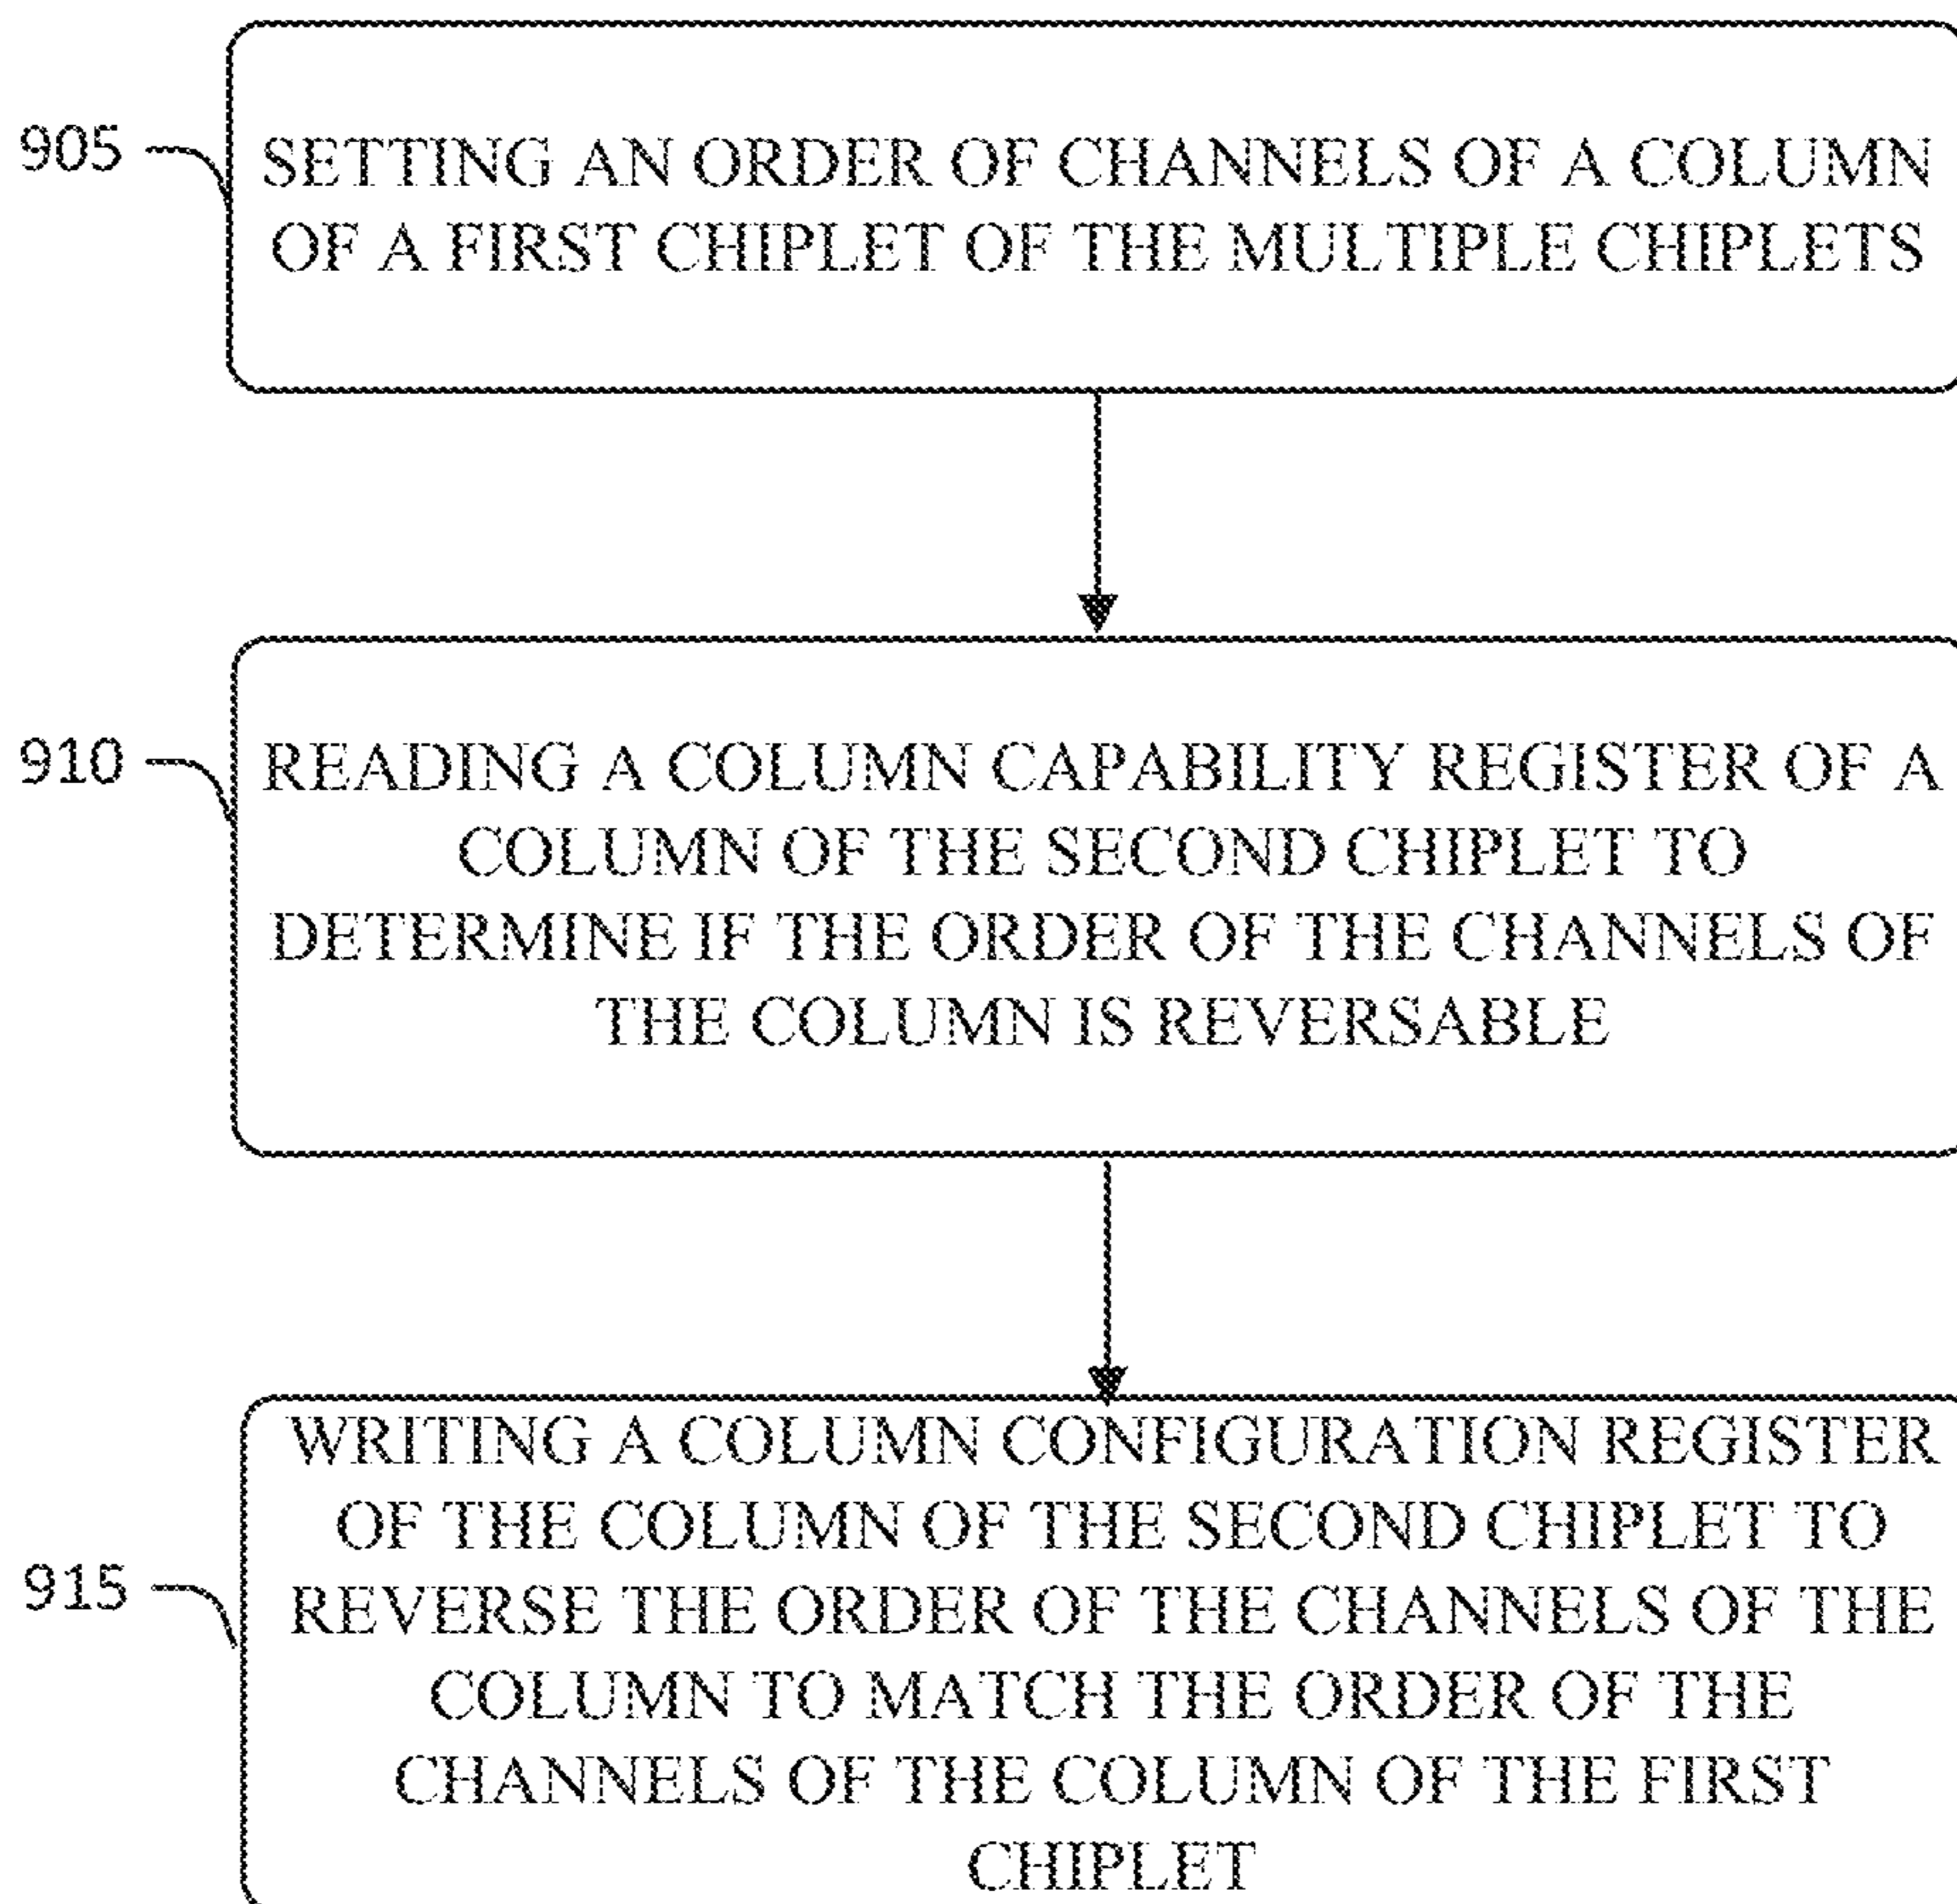 905
SETTING AN ORDER OF CHANNELS OF A COLUMN
OF A FIRST CHIPLET OF THE MULTIPLE CHIPLETS
910
READING A COLUMN CAPABILITY REGISTER OF A
COLUMN OF THE SECOND CHIPLET TO
DETERMINE IF THE ORDER OF THE CHANNELS OF
THE COLUMN IS REVERSABLE
915
WRITING A COLUMN CONFIGURATION REGISTER
OF THE COLUMN OF THE SECOND CHIPLET TO
REVERSE THE ORDER OF THE CHANNELS OF THE
COLUMN TO MATCH THE ORDER OF THE
CHANNELS OF THE COLUMN OF THE FIRST
CHIPLET